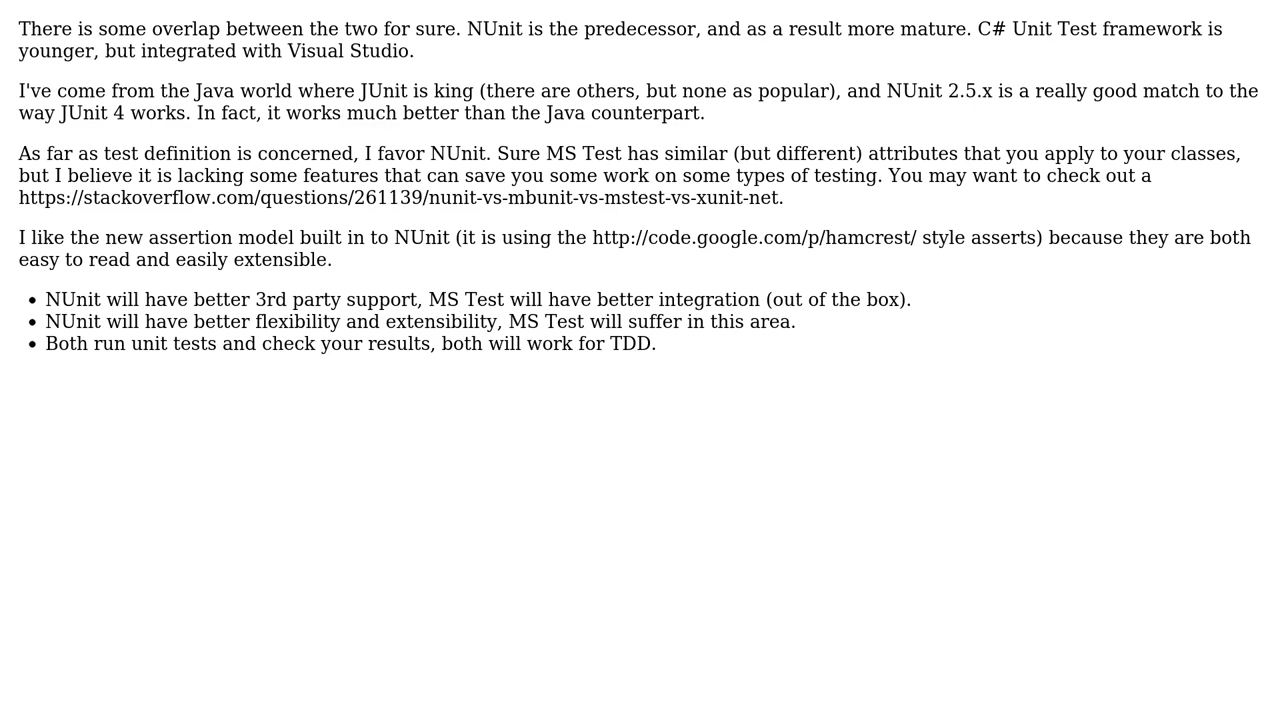 There is some overlap between the two for sure. NUnit is the predecessor, and as a result more mature. C# Unit Test framework is
younger, but integrated with Visual Studio.
I've come from the Java world where JUnit is king (there are others, but none as popular), and NUnit 2.5.x is a really good match to the
way JUnit 4 works. In fact, it works much better than the Java counterpart.
As far as test definition is concerned, I favor NUnit. Sure MS Test has similar (but different) attributes that you apply to your classes,
but I believe it is lacking some features that can save you some work on some types of testing. You may want to check out a
https://stackoverflow.com/questions/261139/nunit-vs-mbunit-vs-mstest-vs-xunit-net.
I like the new assertion model built in to NUnit (it is using the http://code.google.com/p/hamcrest/ style asserts) because they are both
easy to read and easily extensible.
• NUnit will have better 3rd party support, MS Test will have better integration (out of the box).
• NUnit will have better flexibility and extensibility, MS Test will suffer in this area.
• Both run unit tests and check your results, both will work for TDD.